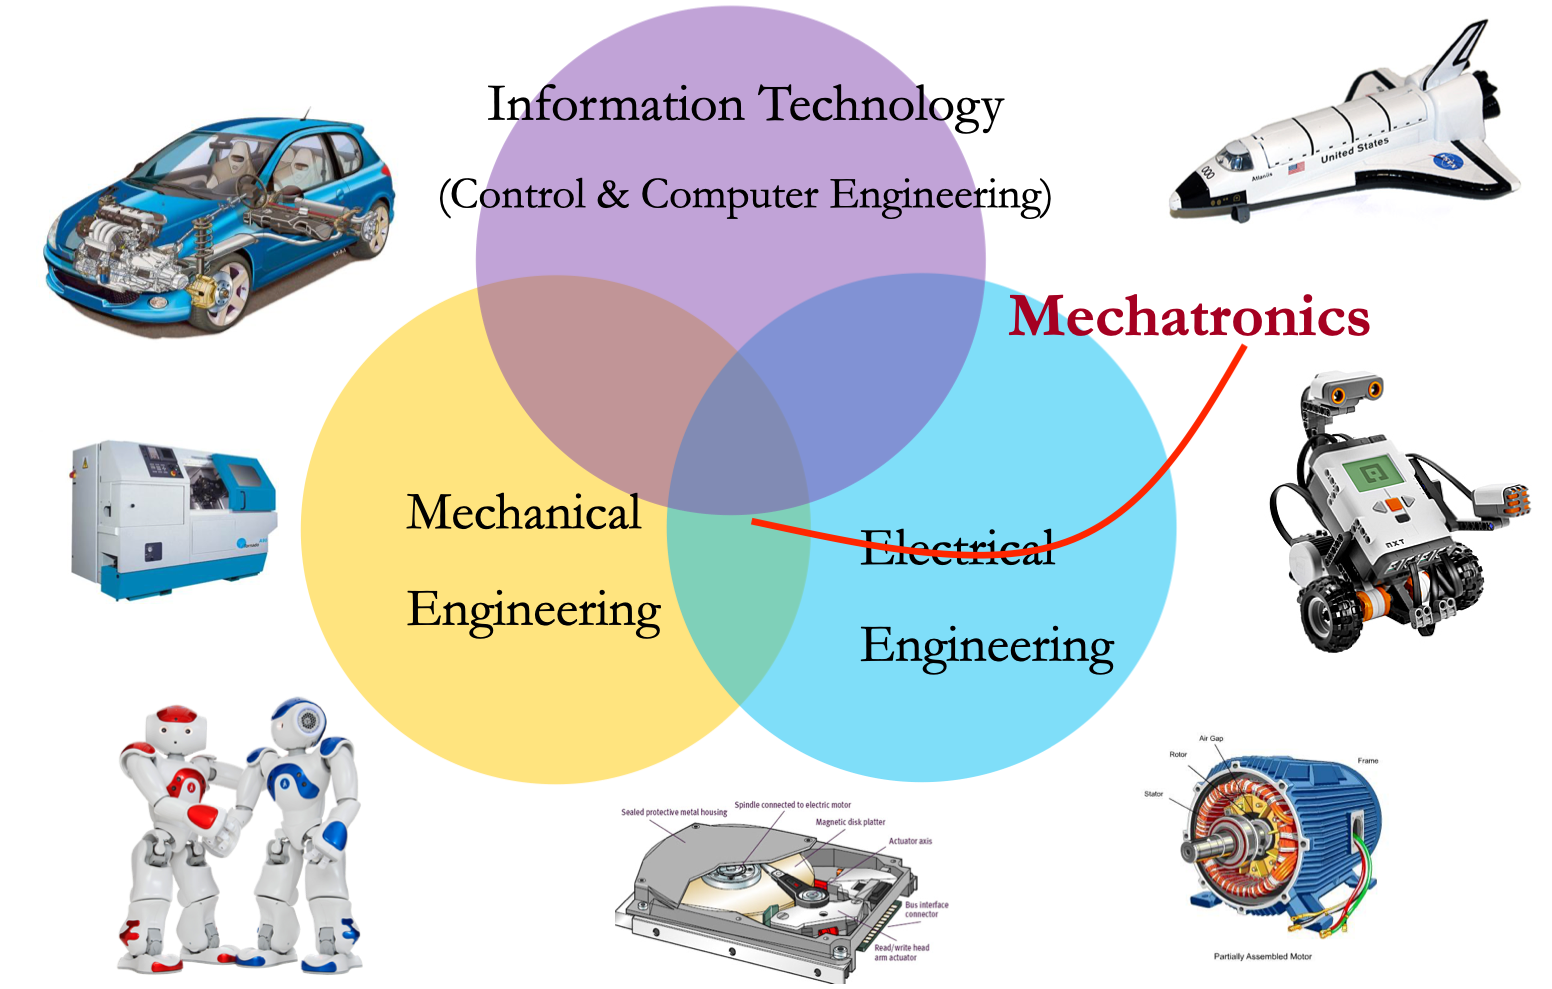 Information Technology
(Control & Computer Engineering)
Mechatronics
Mechanical
Engineering
Electrical
Engineering
United States
Atlantis
NASA
NXT
Sealed protective metal housing
Spindle connected to electric motor
Magnetic disk platter
Actuator axis
Bus interface
connector
Read/write head
arm actuator
Air Gap
Rotor
Frame
Stator
Partially Assembled Motor